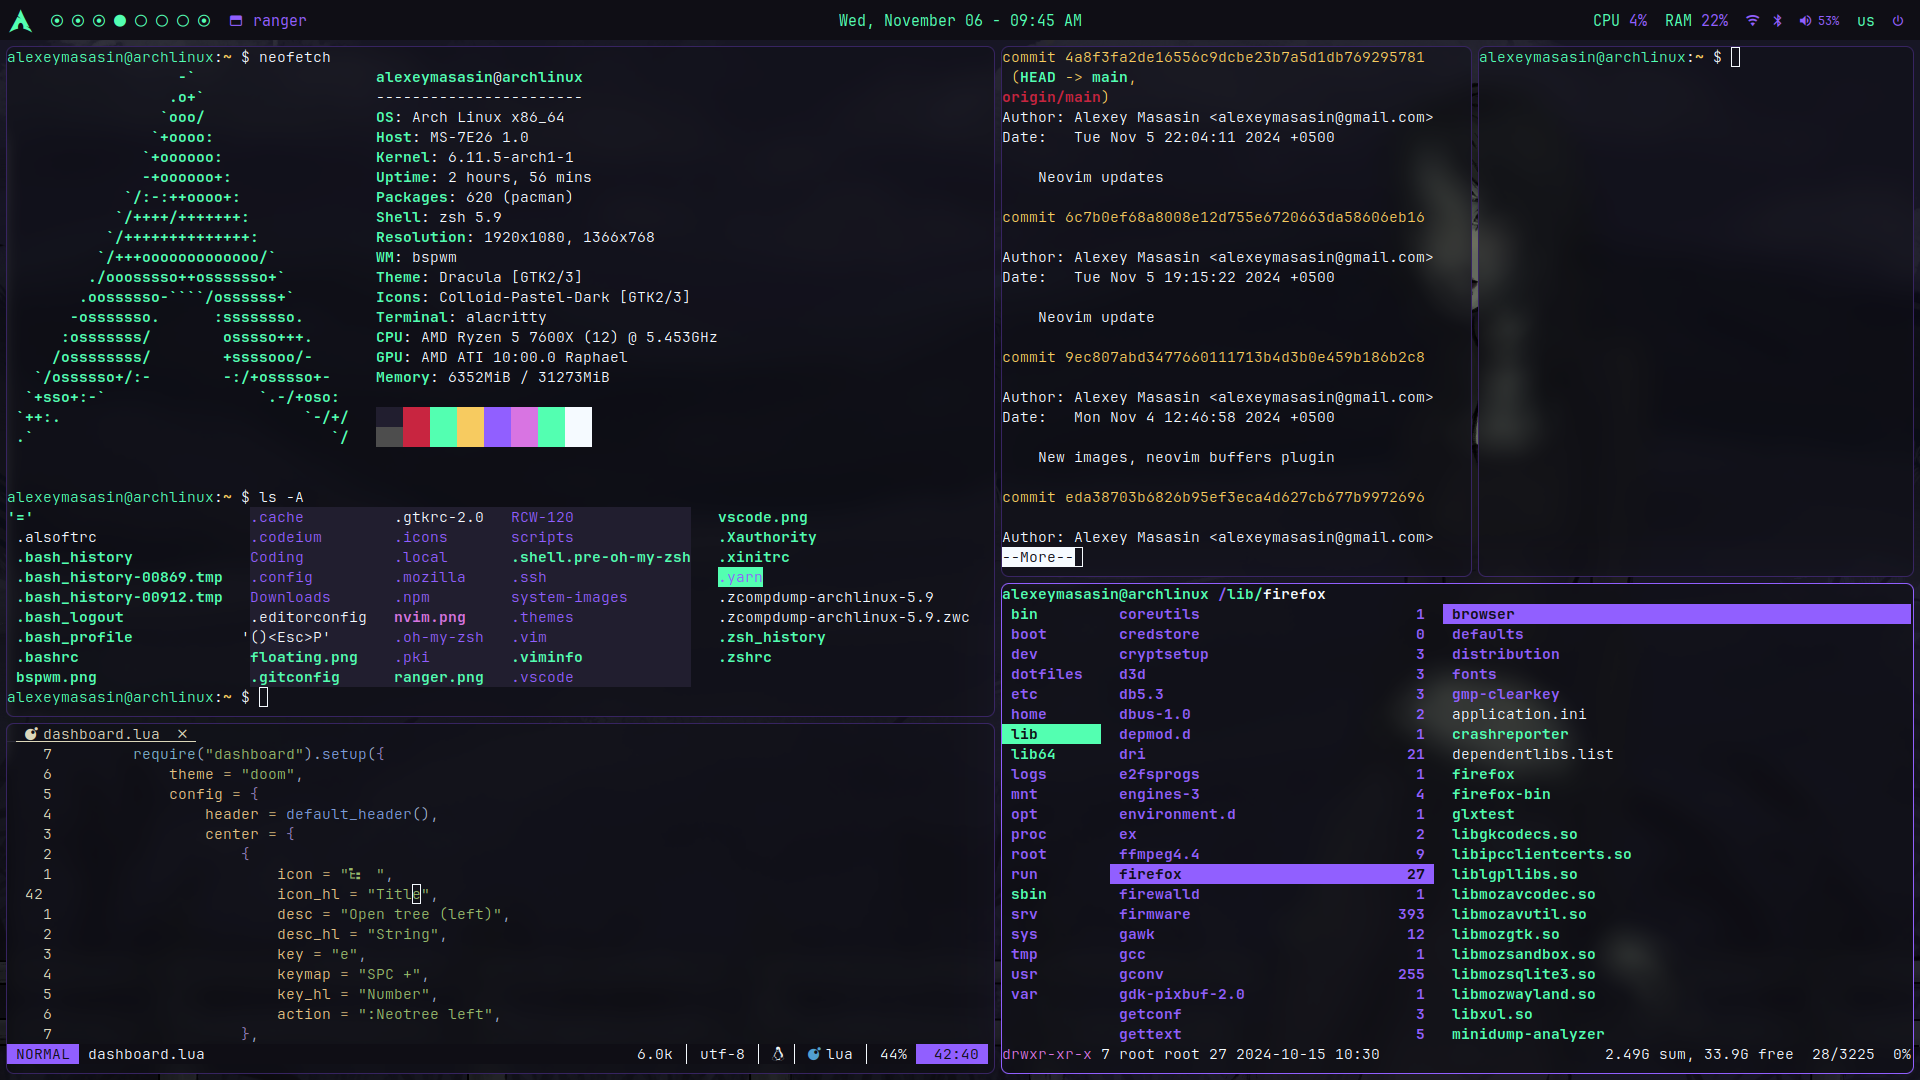 ranger
Wed, November 06 - 09:45 AM
CPU 4% RAM 22% 53% us
alexeymasasin@archlinux:~ $ neofetch
-`
.o+`
`ooo/
`+oooo:
`+oooooo:
-+oooooo+:
`/:-:++oooo+:
`/++++/+++++++:
`/++++++++++++++:
`/+++ooooooooooooo/`
./ooosssso++osssssso+`
.oossssso-````/ossssss+`
-osssssso. :ssssssso.
:osssssss/ osssso+++.
/ossssssss/ +ssssooo/-
`/ossssso+/:- -:/+osssso+-
`+sso+:-` `.-/+oso:
`++:. `-/+/
.` `/
alexeymasasin@archlinux
-----------------------
OS: Arch Linux x86_64
Host: MS-7E26 1.0
Kernel: 6.11.5-arch1-1
Uptime: 2 hours, 56 mins
Packages: 620 (pacman)
Shell: zsh 5.9
Resolution: 1920x1080, 1366x768
WM: bspwm
Theme: Dracula [GTK2/3]
Icons: Colloid-Pastel-Dark [GTK2/3]
Terminal: alacritty
CPU: AMD Ryzen 5 7600X (12) @ 5.453GHz
GPU: AMD ATI 10:00.0 Raphael
Memory: 6352MiB / 31273MiB
alexeymasasin@archlinux:~ $ ls -A
'=' .cache .gtkrc-2.0 RCW-120 vscode.png
.alsoftrc .codeium .icons scripts .Xauthority
.bash_history Coding .local .shell.pre-oh-my-zsh .xinitrc
.bash_history-00869.tmp .config .mozilla .ssh .yarn
.bash_history-00912.tmp Downloads .npm system-images .zcompdump-archlinux-5.9
.bash_logout .editorconfig nvim.png .themes .zcompdump-archlinux-5.9.zwc
.bash_profile '()<Esc>P' .oh-my-zsh .vim .zsh_history
.bashrc floating.png .pki .viminfo .zshrc
bspwm.png .gitconfig ranger.png .vscode
alexeymasasin@archlinux:~ $
dashboard.lua ×
7 require("dashboard").setup({
6 theme = "doom",
5 config = {
4 header = default_header(),
3 center = {
2 {
1 icon = " ",
42 icon_hl = "Title",
1 desc = "Open tree (left)",
2 desc_hl = "String",
3 key = "e",
4 keymap = "SPC +",
5 key_hl = "Number",
6 action = ":Neotree left",
7 },
NORMAL dashboard.lua 6.0k utf-8 lua 44% 42:40
commit 4a8f3fa2de16556c9dcbe23b7a5d1db769295781
(HEAD -> main,
origin/main)
Author: Alexey Masasin <alexeymasasin@gmail.com>
Date: Tue Nov 5 22:04:11 2024 +0500
Neovim updates
commit 6c7b0ef68a8008e12d755e6720663da58606eb16
Author: Alexey Masasin <alexeymasasin@gmail.com>
Date: Tue Nov 5 19:15:22 2024 +0500
Neovim update
commit 9ec807abd3477660111713b4d3b0e459b186b2c8
Author: Alexey Masasin <alexeymasasin@gmail.com>
Date: Mon Nov 4 12:46:58 2024 +0500
New images, neovim buffers plugin
commit eda38703b6826b95ef3eca4d627cb677b9972696
Author: Alexey Masasin <alexeymasasin@gmail.com>
--More--
alexeymasasin@archlinux:~ $
alexeymasasin@archlinux /lib/firefox
bin coreutils 1 browser
boot credstore 0 defaults
dev cryptsetup 3 distribution
dotfiles d3d 3 fonts
etc db5.3 3 gmp-clearkey
home dbus-1.0 2 application.ini
lib depmod.d 1 crashreporter
lib64 dri 21 dependentlibs.list
logs e2fsprogs 1 firefox
mnt engines-3 4 firefox-bin
opt environment.d 1 glxtest
proc ex 2 libgkcodecs.so
root ffmpeg4.4 9 libipcclientcerts.so
run firefox 27 liblgpllibs.so
sbin firewalld 1 libmozavcodec.so
srv firmware 393 libmozavutil.so
sys gawk 12 libmozgtk.so
tmp gcc 1 libmozsandbox.so
usr gconv 255 libmozsqlite3.so
var gdk-pixbuf-2.0 1 libmozwayland.so
getconf 3 libxul.so
gettext 5 minidump-analyzer
drwxr-xr-x 7 root root 27 2024-10-15 10:30 2.49G sum, 33.9G free 28/3225 0%